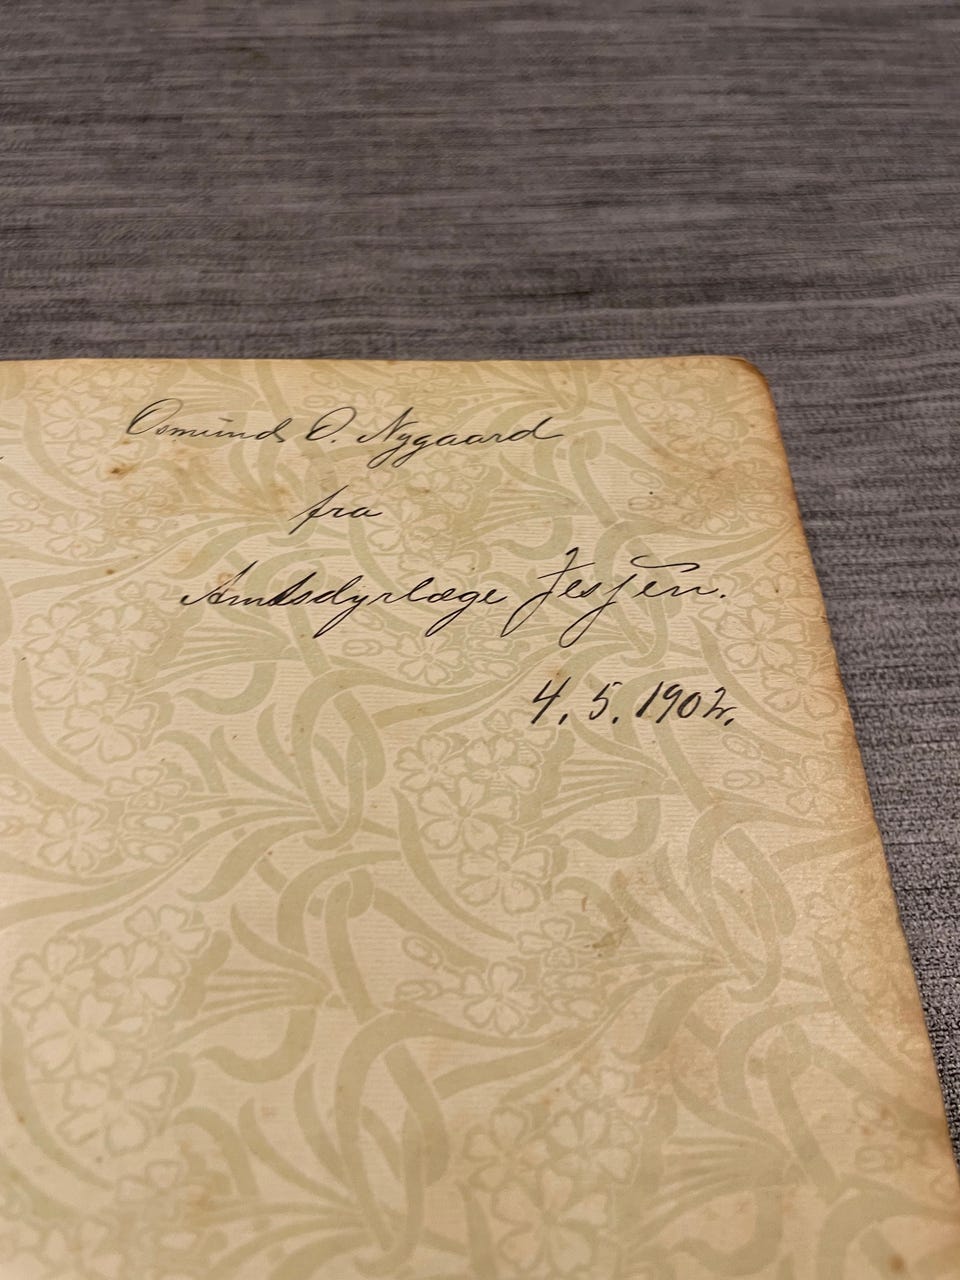 Osmund O. Nygaard
fra
Amtsdyrlæge Jessen.
4. 5. 1902.